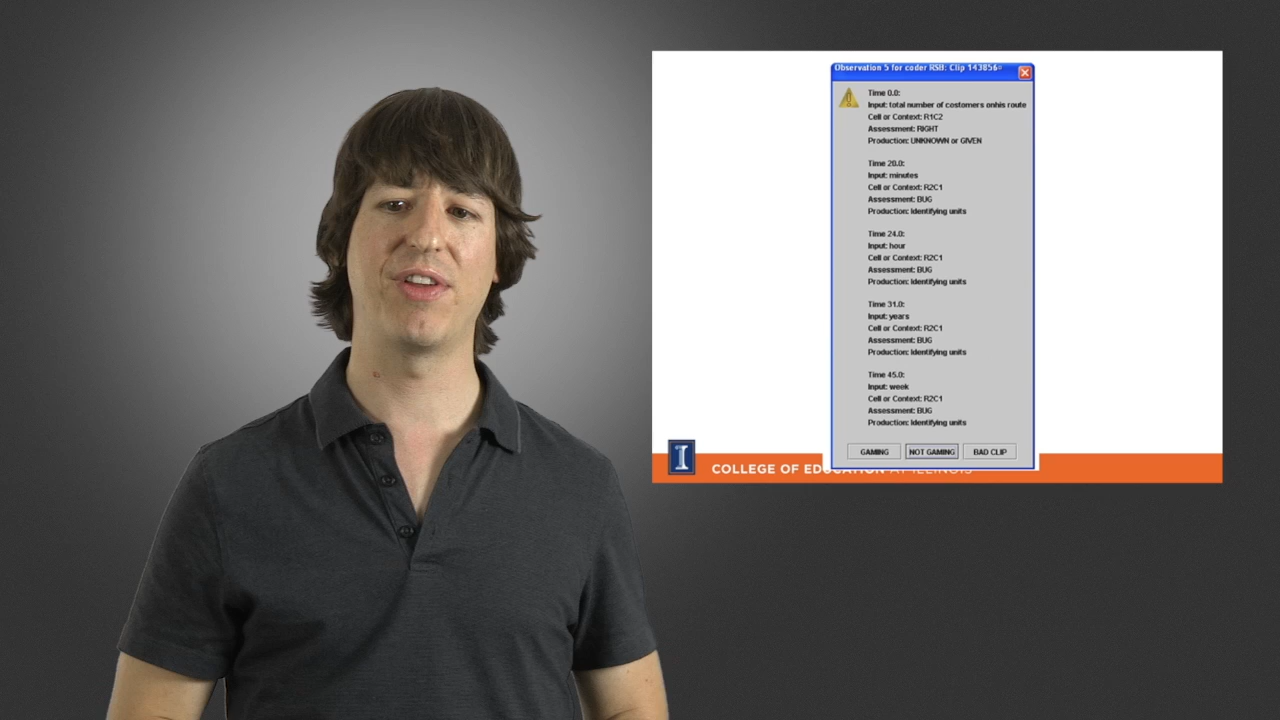 Observation 5 for coder RSB: Clip 143856
Time 0.0:
Input: total number of customers onhis route
Cell or Context: R1C2
Assessment: RIGHT
Production: UNKNOWN or GIVEN
Time 20.0:
Input: minutes
Cell or Context: R2C1
Assessment: BUG
Production: Identifying units
Time 24.0:
Input: hour
Cell or Context: R2C1
Assessment: BUG
Production: Identifying units
Time 31.0:
Input: years
Cell or Context: R2C1
Assessment: BUG
Production: Identifying units
Time 45.0:
Input: week
Cell or Context: R2C1
Assessment: BUG
Production: Identifying units
GAMING NOT GAMING BAD CLIP
I
COLLEGE OF EDUCATION AT ILLINOIS